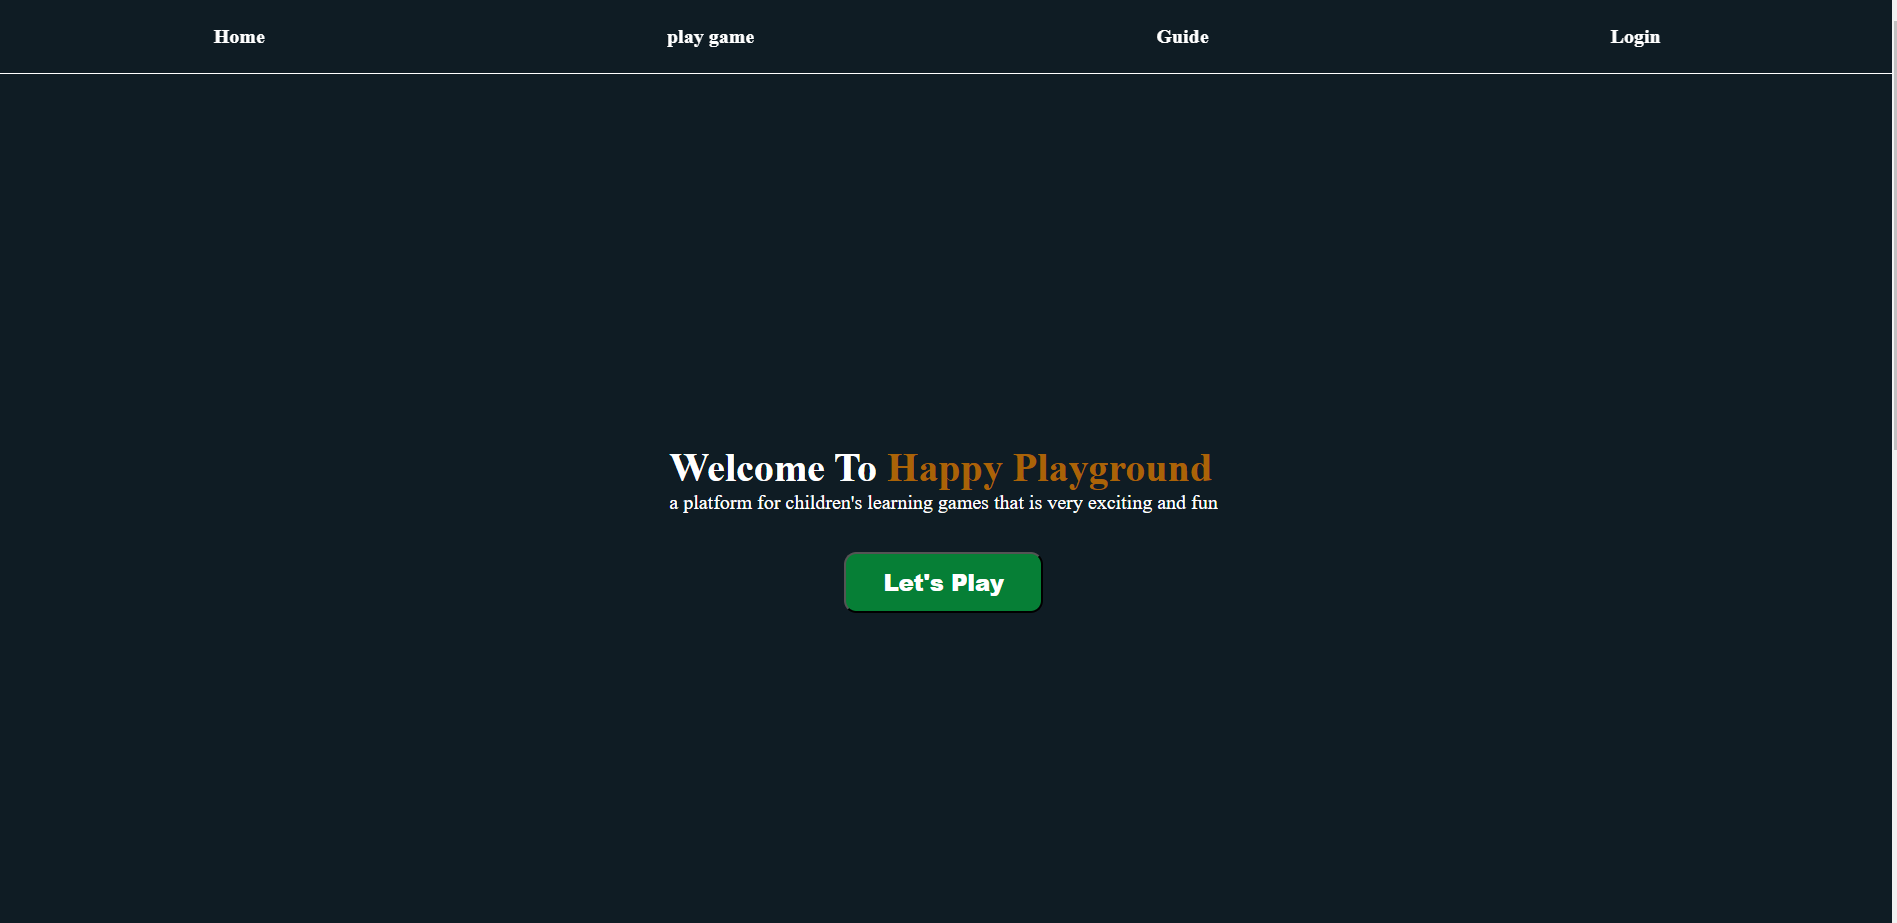 Home play game Guide Login
Welcome To Happy Playground
a platform for children's learning games that is very exciting and fun
Let's Play